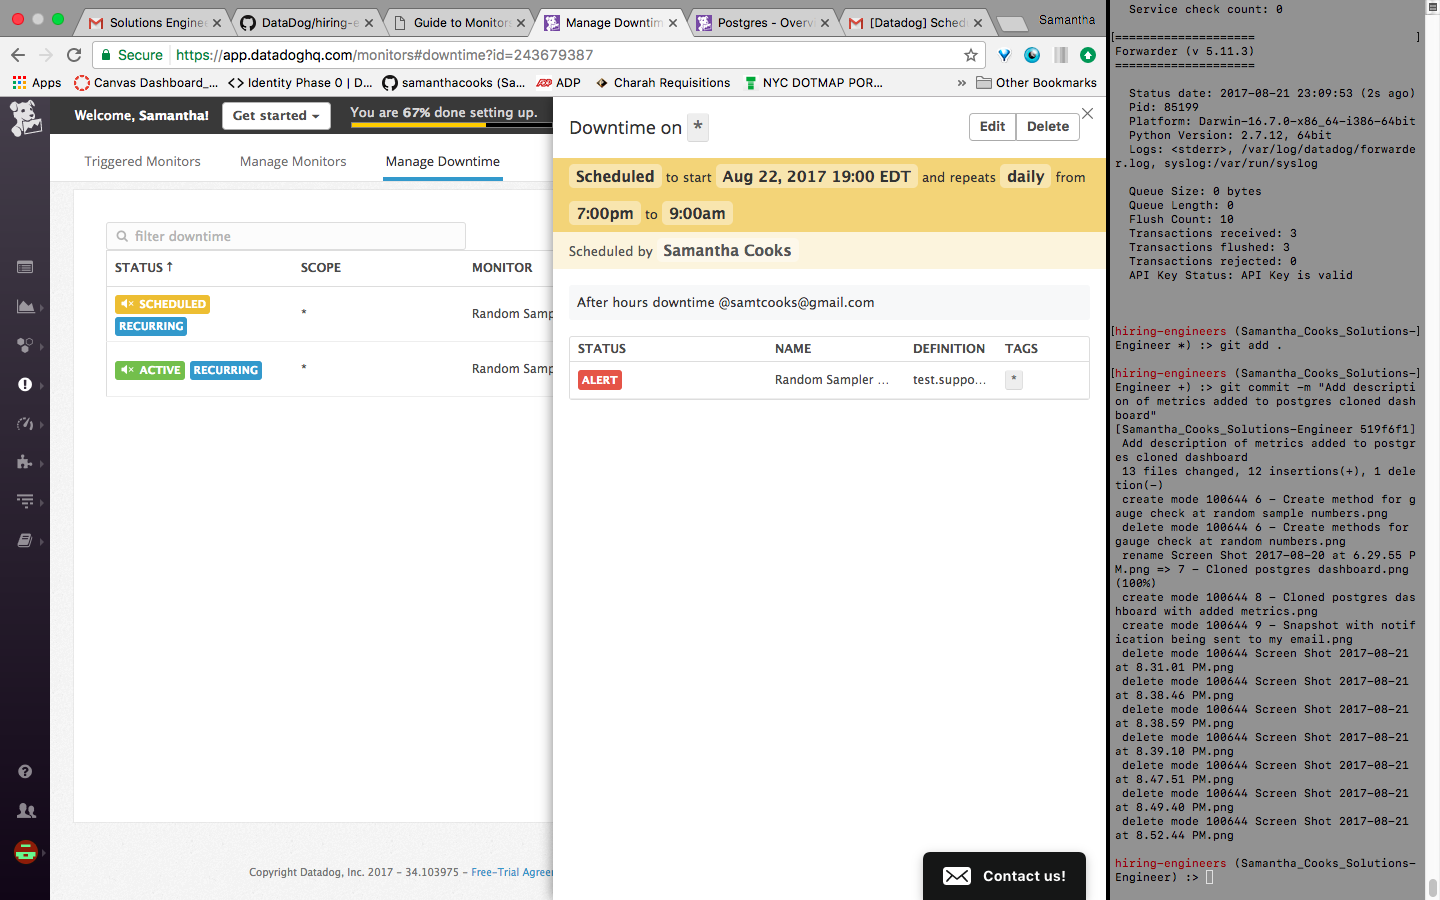 Solutions Enginee
DataDog/hiring-e
Guide to Monitors
Manage Downtim
Postgres - Overv
[Datadog] Sched
Samantha
Secure
https://app.datadoghq.com/monitors#downtime?id=243679387
Apps
Canvas Dashboard_...
<> Identity Phase 0 | D...
samanthacooks (Sa...
ADP
Charah Requisitions
NYC DOTMAP POR...
»
Other Bookmarks
Welcome, Samantha!
Get started
You are 67% done setting up.
Triggered Monitors
Manage Monitors
Manage Downtime
filter downtime
STATUS ↑
SCOPE
MONITOR
SCHEDULED
RECURRING
*
Random Samp
ACTIVE
RECURRING
*
Random Samp
Copyright Datadog, Inc. 2017 - 34.103975 - Free-Trial Agree
Downtime on *
Edit
Delete
Scheduled to start Aug 22, 2017 19:00 EDT and repeats daily from
7:00pm to 9:00am
Scheduled by Samantha Cooks
After hours downtime @samtcooks@gmail.com
STATUS
NAME
DEFINITION
TAGS
ALERT
Random Sampler ...
test.suppo...
*
Contact us!
Service check count: 0
[====================                       ]
Forwarder (v 5.11.3)
====================
Status date: 2017-08-21 23:09:53 (2s ago)
Pid: 85199
Platform: Darwin-16.7.0-x86_64-i386-64bit
Python Version: 2.7.12, 64bit
Logs: <stderr>, /var/log/datadog/forwarde
r.log, syslog:/var/run/syslog
Queue Size: 0 bytes
Queue Length: 0
Flush Count: 10
Transactions received: 3
Transactions flushed: 3
Transactions rejected: 0
API Key Status: API Key is valid
[hiring-engineers (Samantha_Cooks_Solutions-]
Engineer *) :> git add .
[hiring-engineers (Samantha_Cooks_Solutions-]
Engineer +) :> git commit -m "Add descripti
on of metrics added to postgres cloned dash
board"
[Samantha_Cooks_Solutions-Engineer 519f6f1]
Add description of metrics added to postgr
es cloned dashboard
13 files changed, 12 insertions(+), 1 dele
tion(-)
create mode 100644 6 - Create method for g
auge check at random sample numbers.png
delete mode 100644 6 - Create methods for
gauge check at random numbers.png
rename Screen Shot 2017-08-20 at 6.29.55 P
M.png => 7 - Cloned postgres dashboard.png
(100%)
create mode 100644 8 - Cloned postgres das
hboard with added metrics.png
create mode 100644 9 - Snapshot with notif
ication being sent to my email.png
delete mode 100644 Screen Shot 2017-08-21
at 8.31.01 PM.png
delete mode 100644 Screen Shot 2017-08-21
at 8.38.46 PM.png
delete mode 100644 Screen Shot 2017-08-21
at 8.38.59 PM.png
delete mode 100644 Screen Shot 2017-08-21
at 8.39.10 PM.png
delete mode 100644 Screen Shot 2017-08-21
at 8.47.51 PM.png
delete mode 100644 Screen Shot 2017-08-21
at 8.49.40 PM.png
delete mode 100644 Screen Shot 2017-08-21
at 8.52.44 PM.png
hiring-engineers (Samantha_Cooks_Solutions-
Engineer) :>